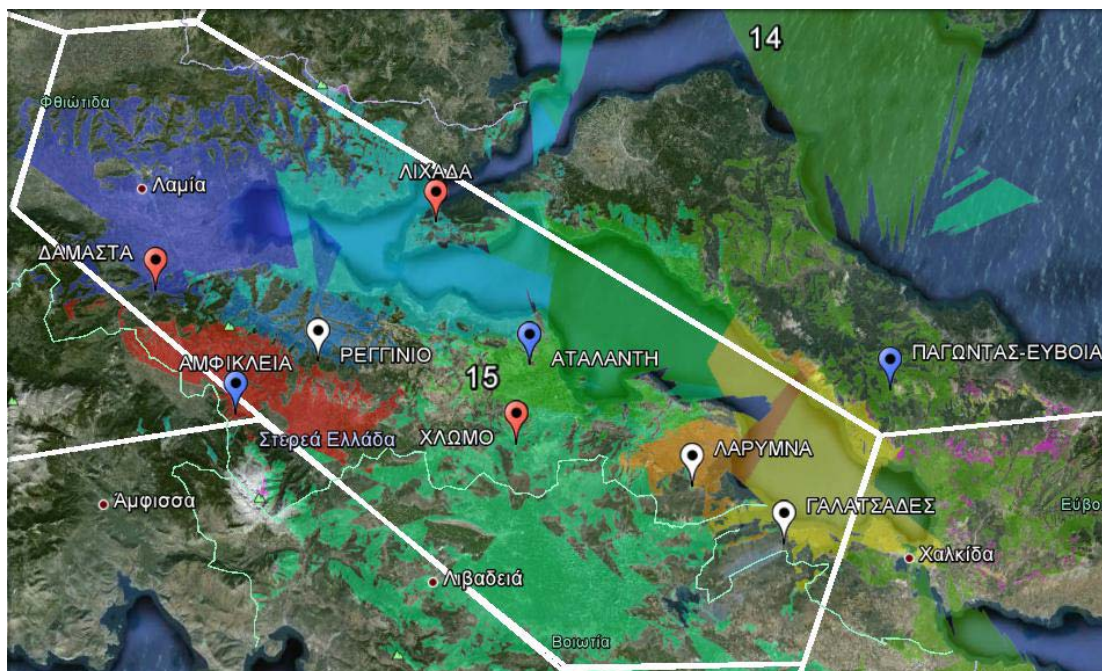 14
Φθιώτιδα
Λαμία
ΛΙΧΑΔΑ
ΔΑΜΑΣΤΑ
ΑΜΦΙΚΛΕΙΑ
ΡΕΓΓΙΝΙΟ
ΑΤΑΛΑΝΤΗ
ΠΑΓΩΝΤΑΣ-ΕΥΒΟΙΑ
15
Στερεά Ελλάδα
ΧΛΩΜΟ
ΛΑΡΥΜΝΑ
Άμφισσα
ΓΑΛΑΤΣΑΔΕΣ
Εύβο
Χαλκίδα
Λιβαδειά
Βοιωτία